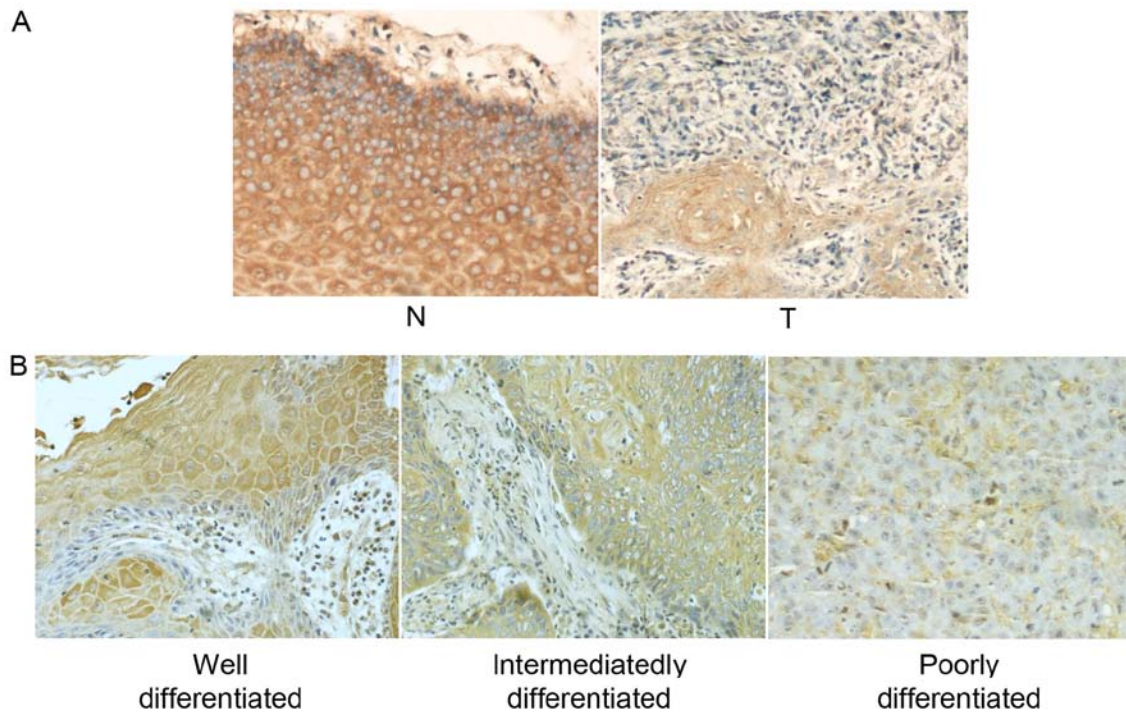 A
N
T
B
Well
differentiated
Intermediatedly
differentiated
Poorly
differentiated